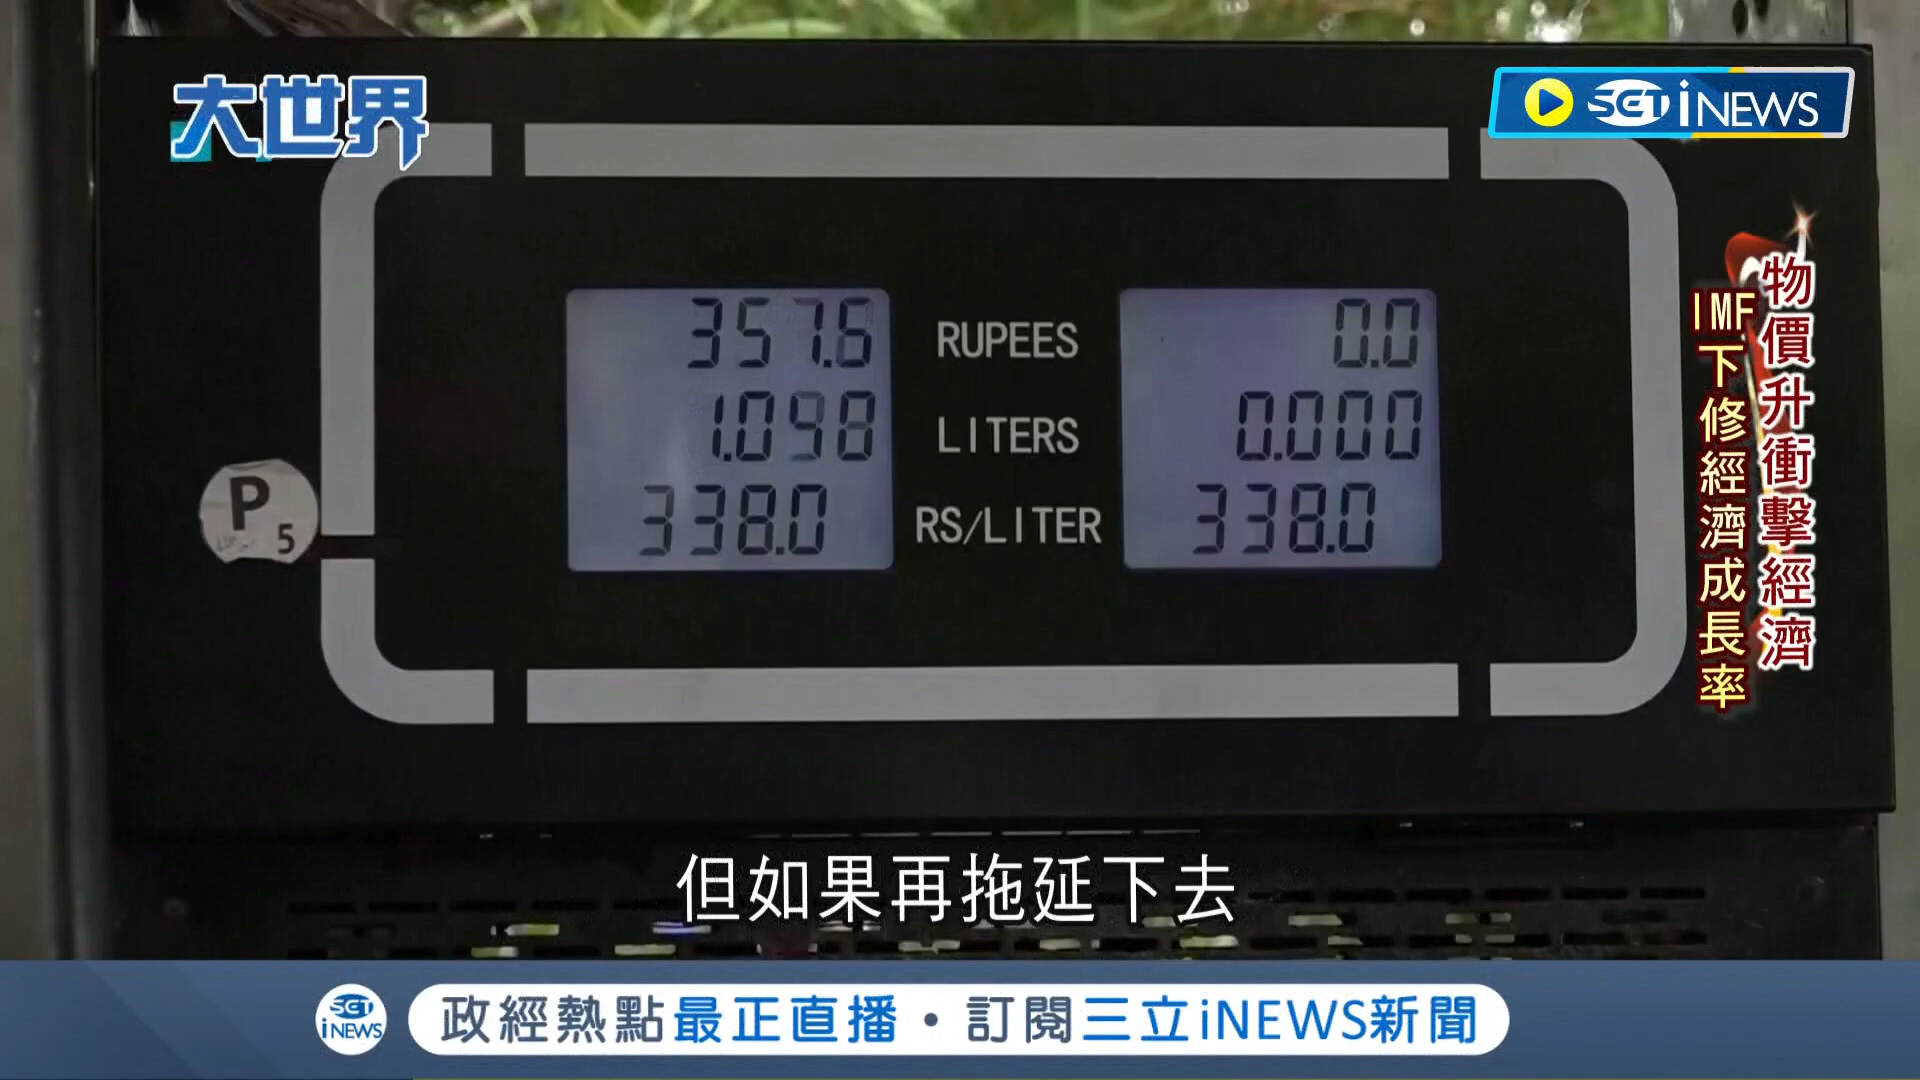 大世界
SET iNEWS
物價升衝擊經濟
IMF下修經濟成長率
357.6 RUPEES 0.0
1.098 LITERS 0.000
338.0 RS/LITER 338.0
P
5
但如果再拖延下去
SET iNEWS
政經熱點最正直播・訂閱三立iNEWS新聞